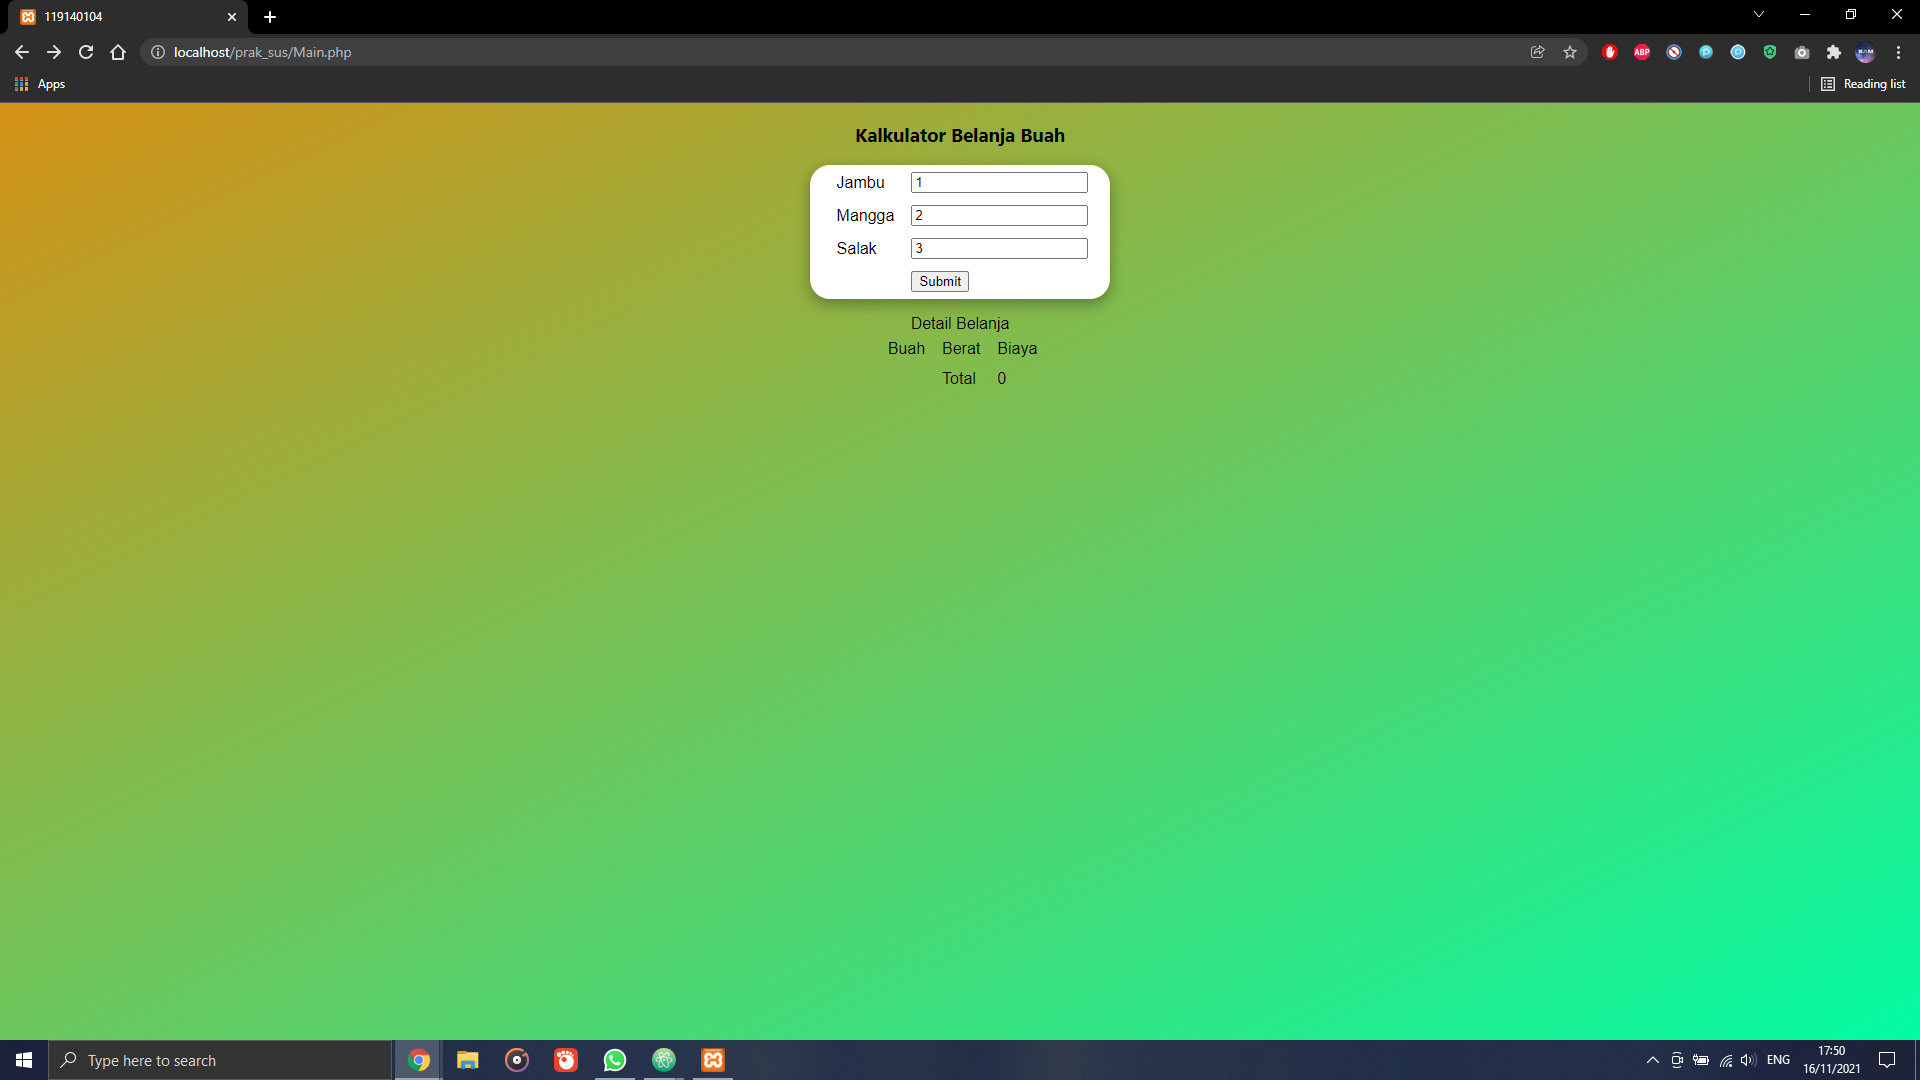 119140104
localhost/prak_sus/Main.php
ABP
Apps
Reading list
Kalkulator Belanja Buah
Jambu 1
Mangga 2
Salak 3
Submit
Detail Belanja
Buah Berat Biaya
Total 0
Type here to search
ENG
17:50
16/11/2021